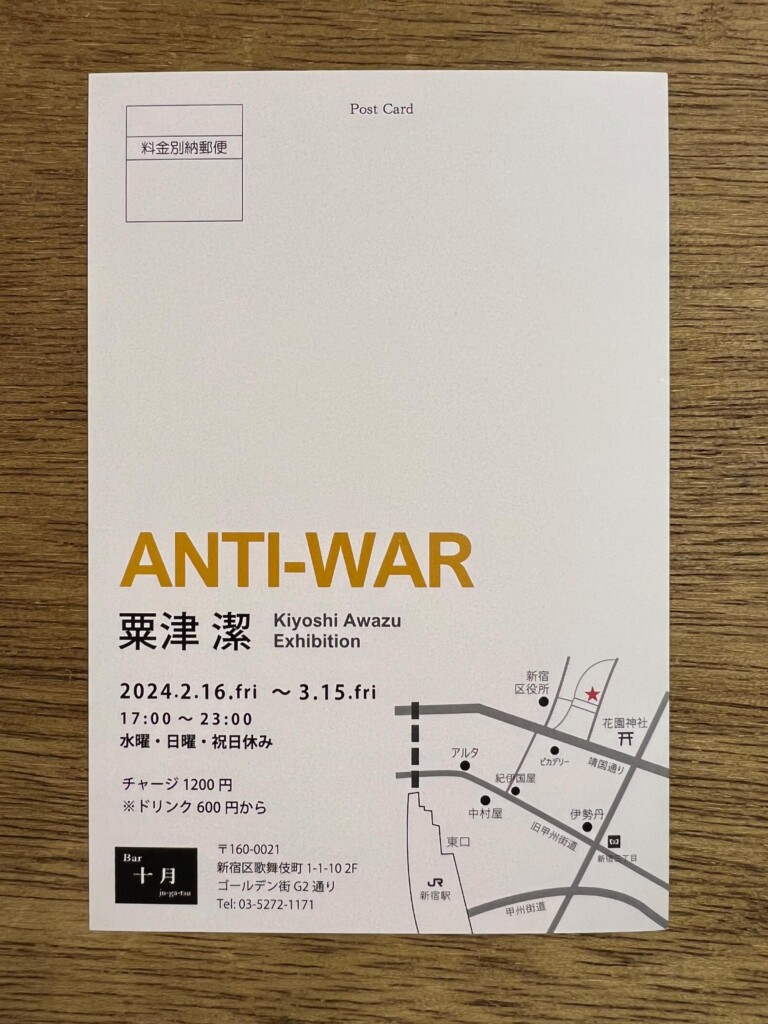 Post Card
料金別納郵便
ANTI-WAR
粟津 潔
Kiyoshi Awazu
Exhibition
2024.2.16.fri ～ 3.15.fri
17:00 ～ 23:00
水曜・日曜・祝日休み
チャージ 1200 円
※ドリンク 600 円から
Bar
十月
ju-ga-tsu
〒160-0021
新宿区歌舞伎町 1-1-10 2F
ゴールデン街 G2 通り
Tel: 03-5272-1171
新宿
区役所
花園神社
ピカデリー
靖国通り
アルタ
紀伊国屋
中村屋
伊勢丹
旧甲州街道
新宿三丁目
東口
JR
新宿駅
甲州街道